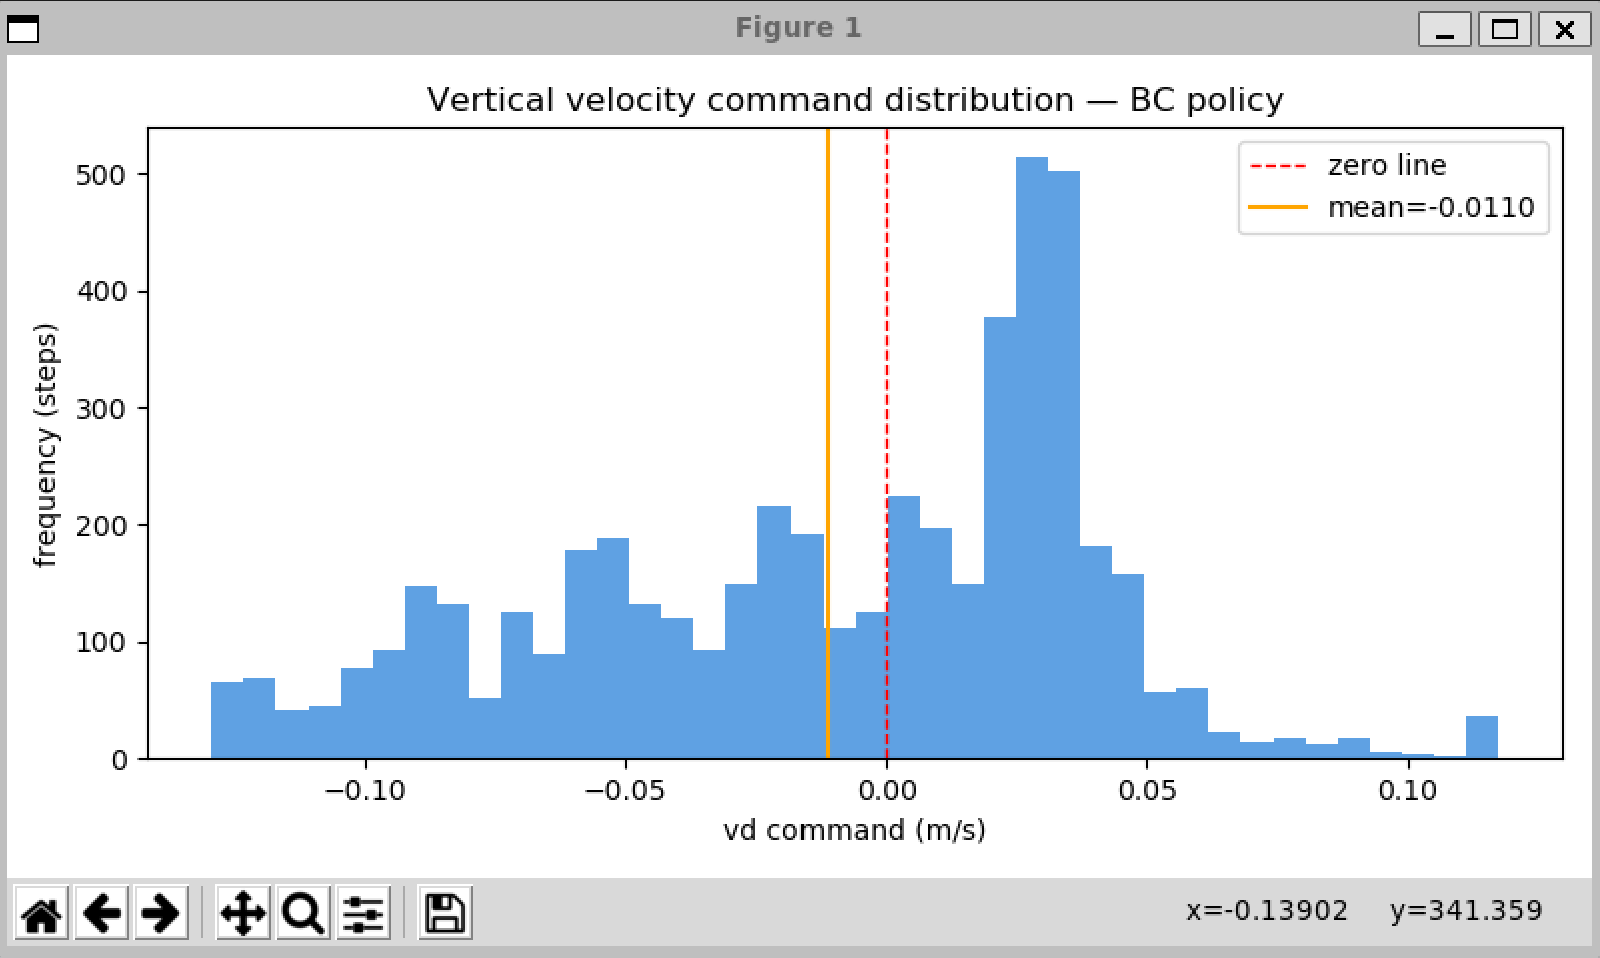 Figure 1
Vertical velocity command distribution — BC policy
zero line
mean=-0.0110
frequency (steps)
500
400
300
200
100
0
−0.10
−0.05
0.00
0.05
0.10
vd command (m/s)
x=-0.13902 y=341.359